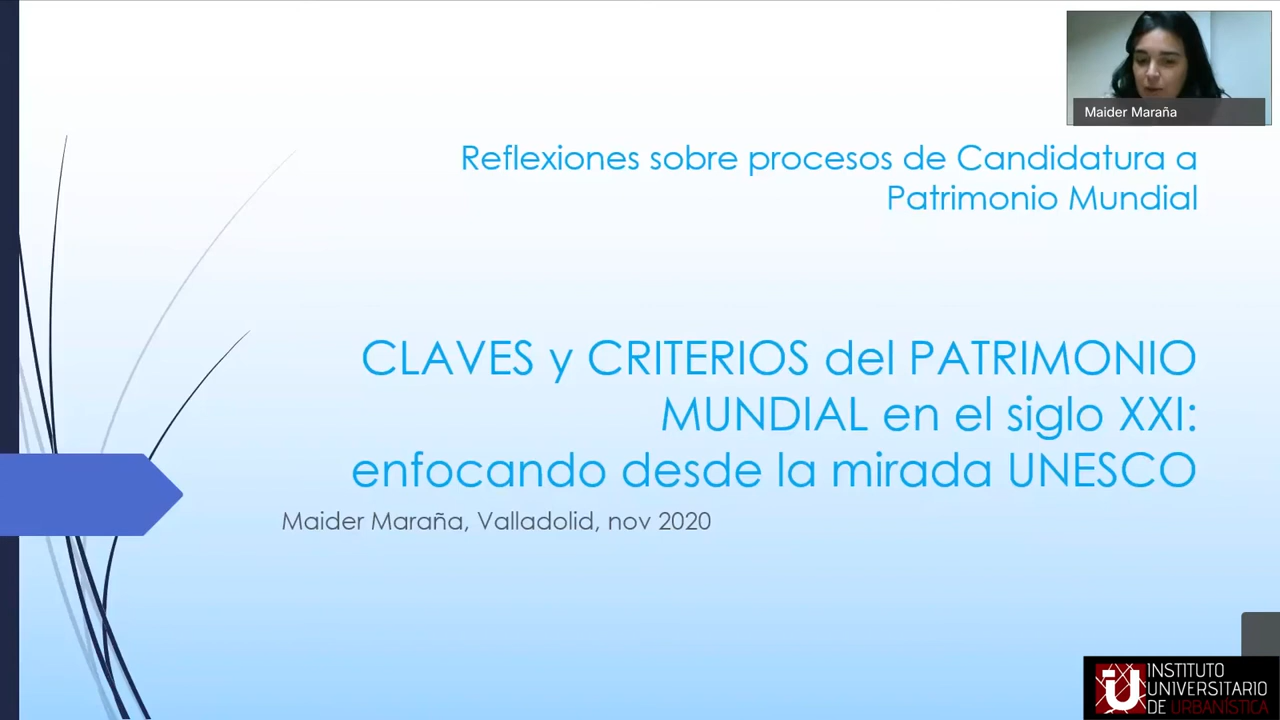 Maider Maraña
Reflexiones sobre procesos de Candidatura a
Patrimonio Mundial
CLAVES y CRITERIOS del PATRIMONIO
MUNDIAL en el siglo XXI:
enfocando desde la mirada UNESCO
Maider Maraña, Valladolid, nov 2020
INSTITUTO
UNIVERSITARIO
DE URBANÍSTICA